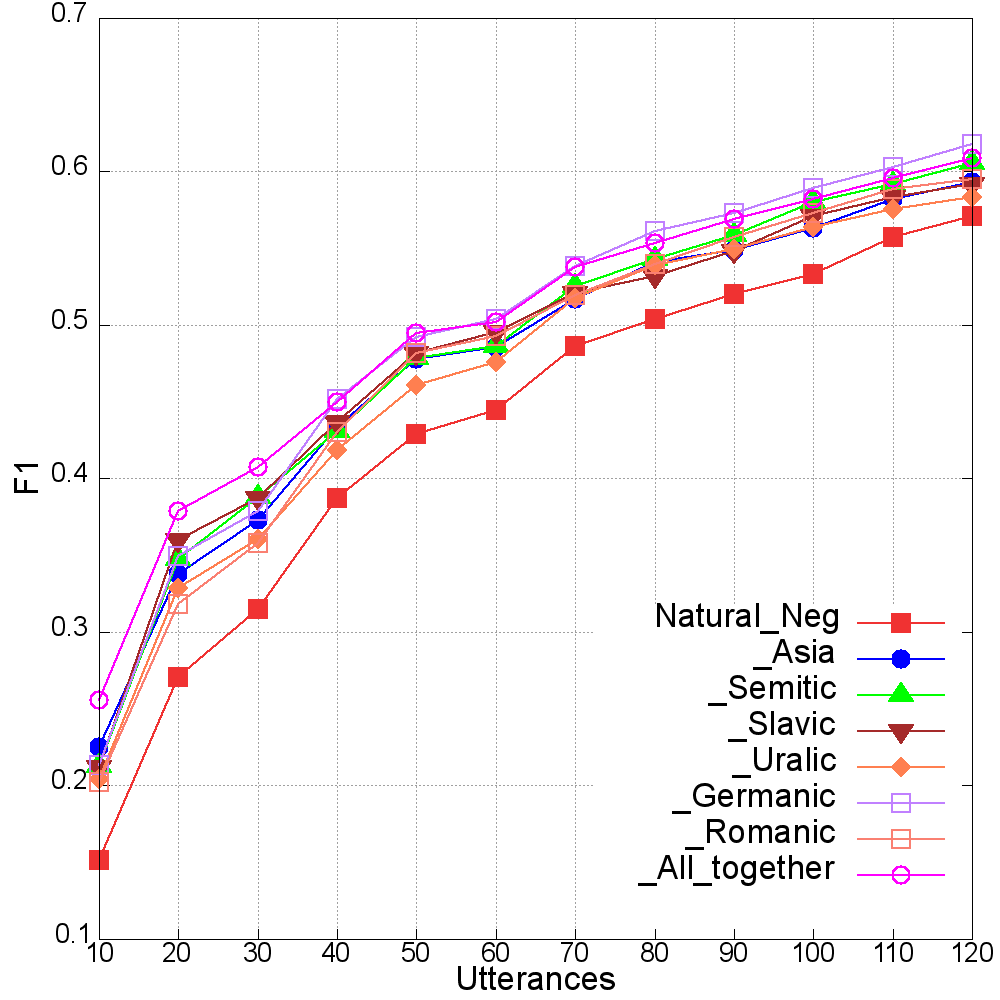 0.7
0.6
0.5
0.4
0.3
0.2
0.1
F1
Natural_Neg
_Asia
_Semitic
_Slavic
_Uralic
_Germanic
_Romanic
_All_together
10 20 30 40 50 60 70 80 90 100 110 120
Utterances